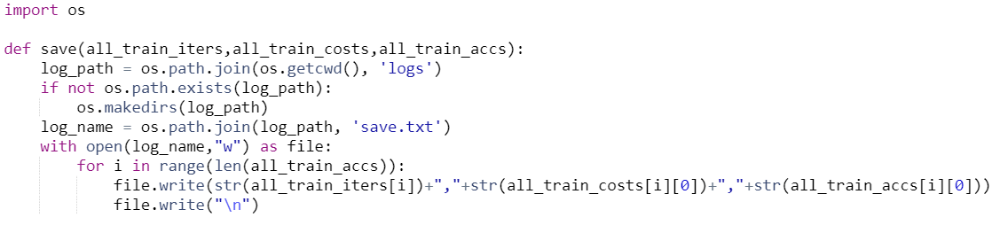 import os
def save(all_train_iters,all_train_costs,all_train_accs):
    log_path = os.path.join(os.getcwd(), 'logs')
    if not os.path.exists(log_path):
        os.makedirs(log_path)
    log_name = os.path.join(log_path, 'save.txt')
    with open(log_name,"w") as file:
        for i in range(len(all_train_accs)):
            file.write(str(all_train_iters[i])+","+str(all_train_costs[i][0])+","+str(all_train_accs[i][0]))
            file.write("\n")